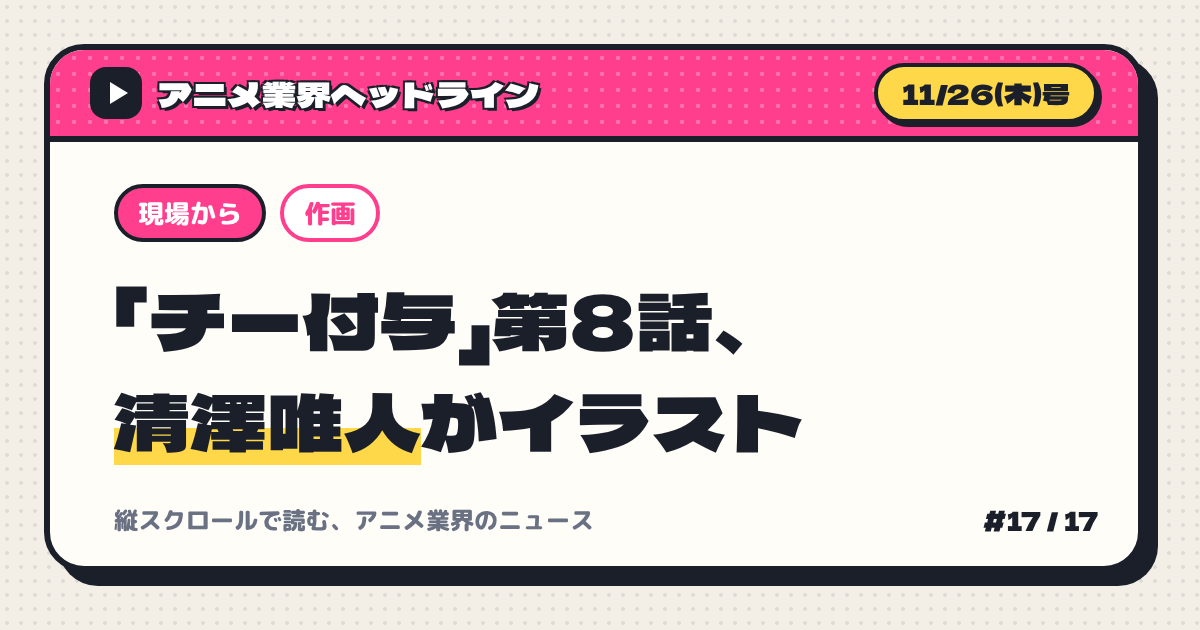 アニメ業界ヘッドライン
11/26(木)号
現場から
作画
「チー付与」第8話、
清澤唯人がイラスト
縦スクロールで読む、アニメ業界のニュース
#17 / 17